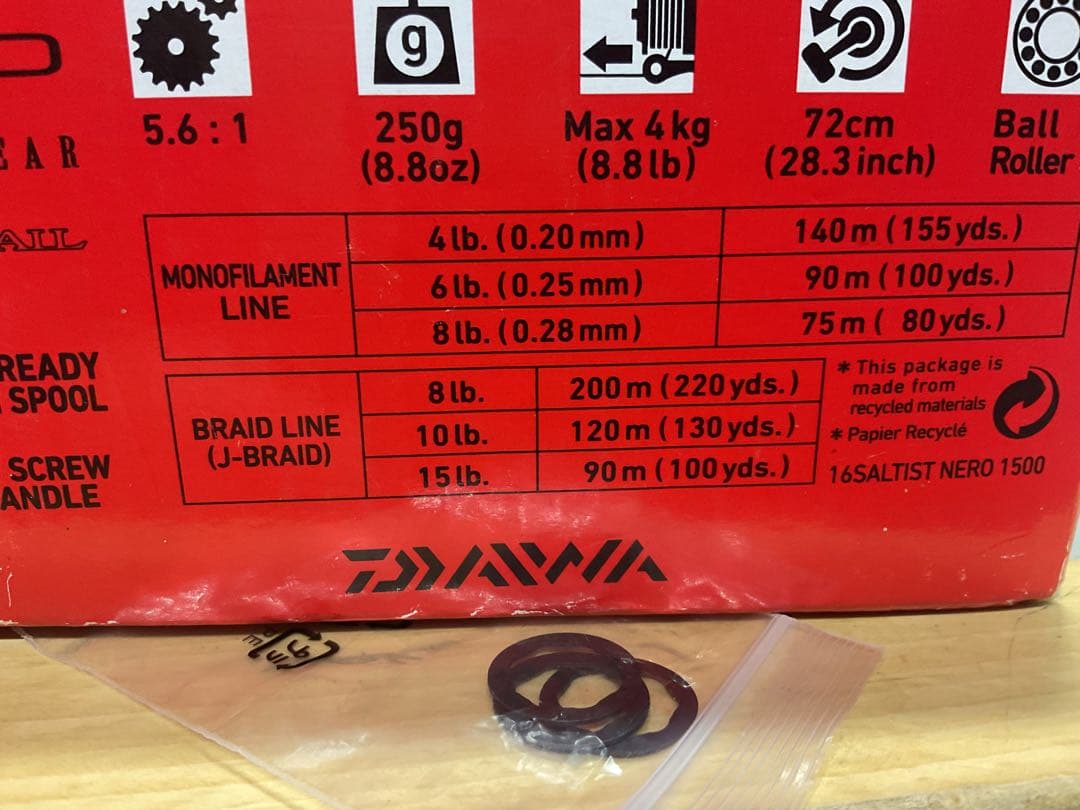 5.6 : 1
250g
(8.8oz)
g
Max 4kg
(8.8 lb)
72cm
(28.3 inch)
Ball
Roller
EAR
AIL
READY
SPOOL
SCREW
ANDLE
MONOFILAMENT
LINE
4 lb. (0.20 mm) 140 m (155 yds.)
6 lb. (0.25 mm) 90 m (100 yds.)
8 lb. (0.28 mm) 75 m ( 80 yds.)
BRAID LINE
(J-BRAID)
8 lb. 200 m (220 yds.)
10 lb. 120 m (130 yds.)
15 lb. 90 m (100 yds.)
* This package is
made from
recycled materials
* Papier Recyclé
16SALTIST NERO 1500
DAIWA